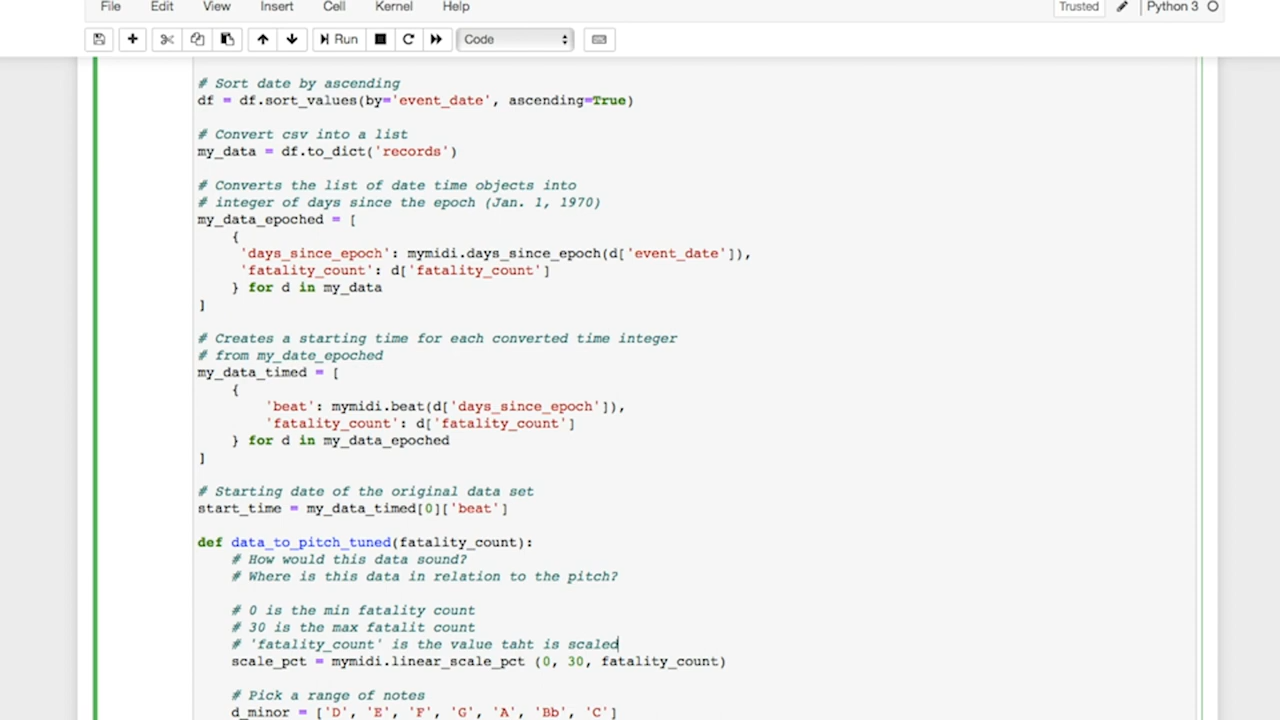 File Edit View Insert Cell Kernel Help Trusted Python 3
Run Code
# Sort date by ascending
df = df.sort_values(by='event_date', ascending=True)
# Convert csv into a list
my_data = df.to_dict('records')
# Converts the list of date time objects into
# integer of days since the epoch (Jan. 1, 1970)
my_data_epoched = [
{
'days_since_epoch': mymidi.days_since_epoch(d['event_date']),
'fatality_count': d['fatality_count']
} for d in my_data
]
# Creates a starting time for each converted time integer
# from my_date_epoched
my_data_timed = [
{
'beat': mymidi.beat(d['days_since_epoch']),
'fatality_count': d['fatality_count']
} for d in my_data_epoched
]
# Starting date of the original data set
start_time = my_data_timed[0]['beat']
def data_to_pitch_tuned(fatality_count):
# How would this data sound?
# Where is this data in relation to the pitch?
# 0 is the min fatality count
# 30 is the max fatalit count
# 'fatality_count' is the value taht is scaled
scale_pct = mymidi.linear_scale_pct (0, 30, fatality_count)
# Pick a range of notes
d_minor = ['D', 'E', 'F', 'G', 'A', 'Bb', 'C']